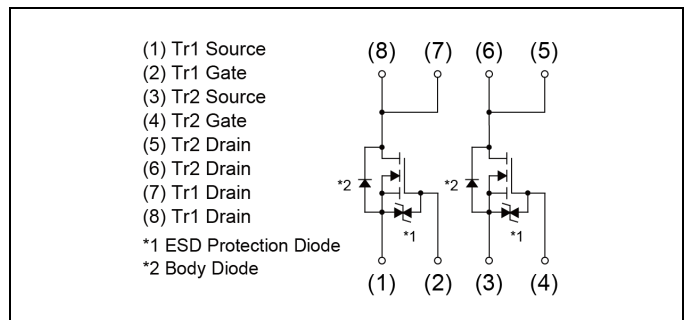 (1) Tr1 Source
(2) Tr1 Gate
(3) Tr2 Source
(4) Tr2 Gate
(5) Tr2 Drain
(6) Tr2 Drain
(7) Tr1 Drain
(8) Tr1 Drain
*1 ESD Protection Diode
*2 Body Diode
(8) (7) (6) (5)
*2 *2
*1 *1
(1) (2) (3) (4)